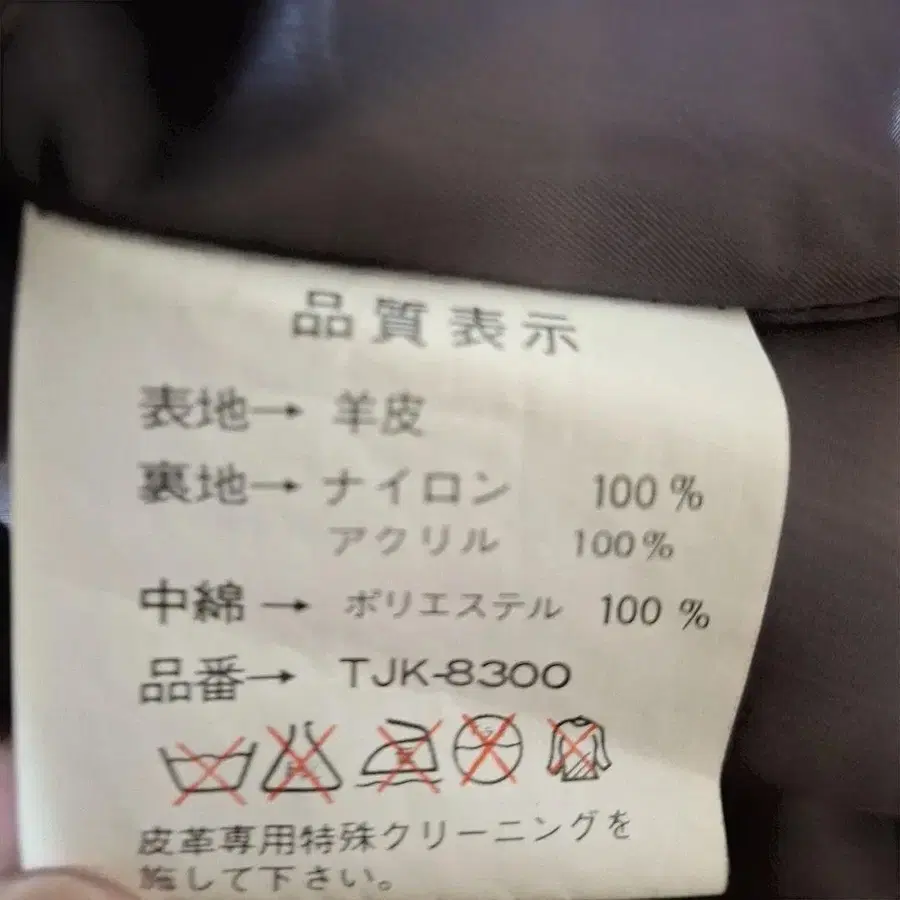 品質表示
表地→ 羊皮
裏地→ ナイロン 100%
アクリル 100%
中綿→ ポリエステル 100%
品番→ TJK-8300
皮革専用特殊クリーニングを
施して下さい。